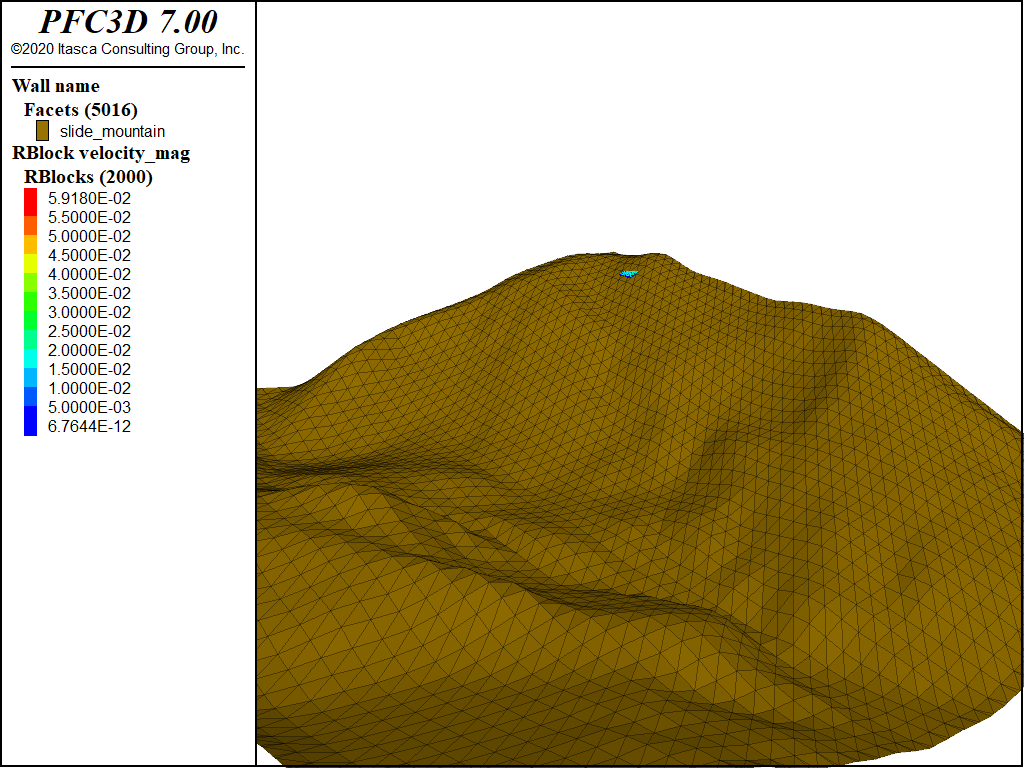 PFC3D 7.00
©2020 Itasca Consulting Group, Inc.
Wall name
Facets (5016)
slide_mountain
RBlock velocity_mag
RBlocks (2000)
5.9180E-02
5.5000E-02
5.0000E-02
4.5000E-02
4.0000E-02
3.5000E-02
3.0000E-02
2.5000E-02
2.0000E-02
1.5000E-02
1.0000E-02
5.0000E-03
6.7644E-12